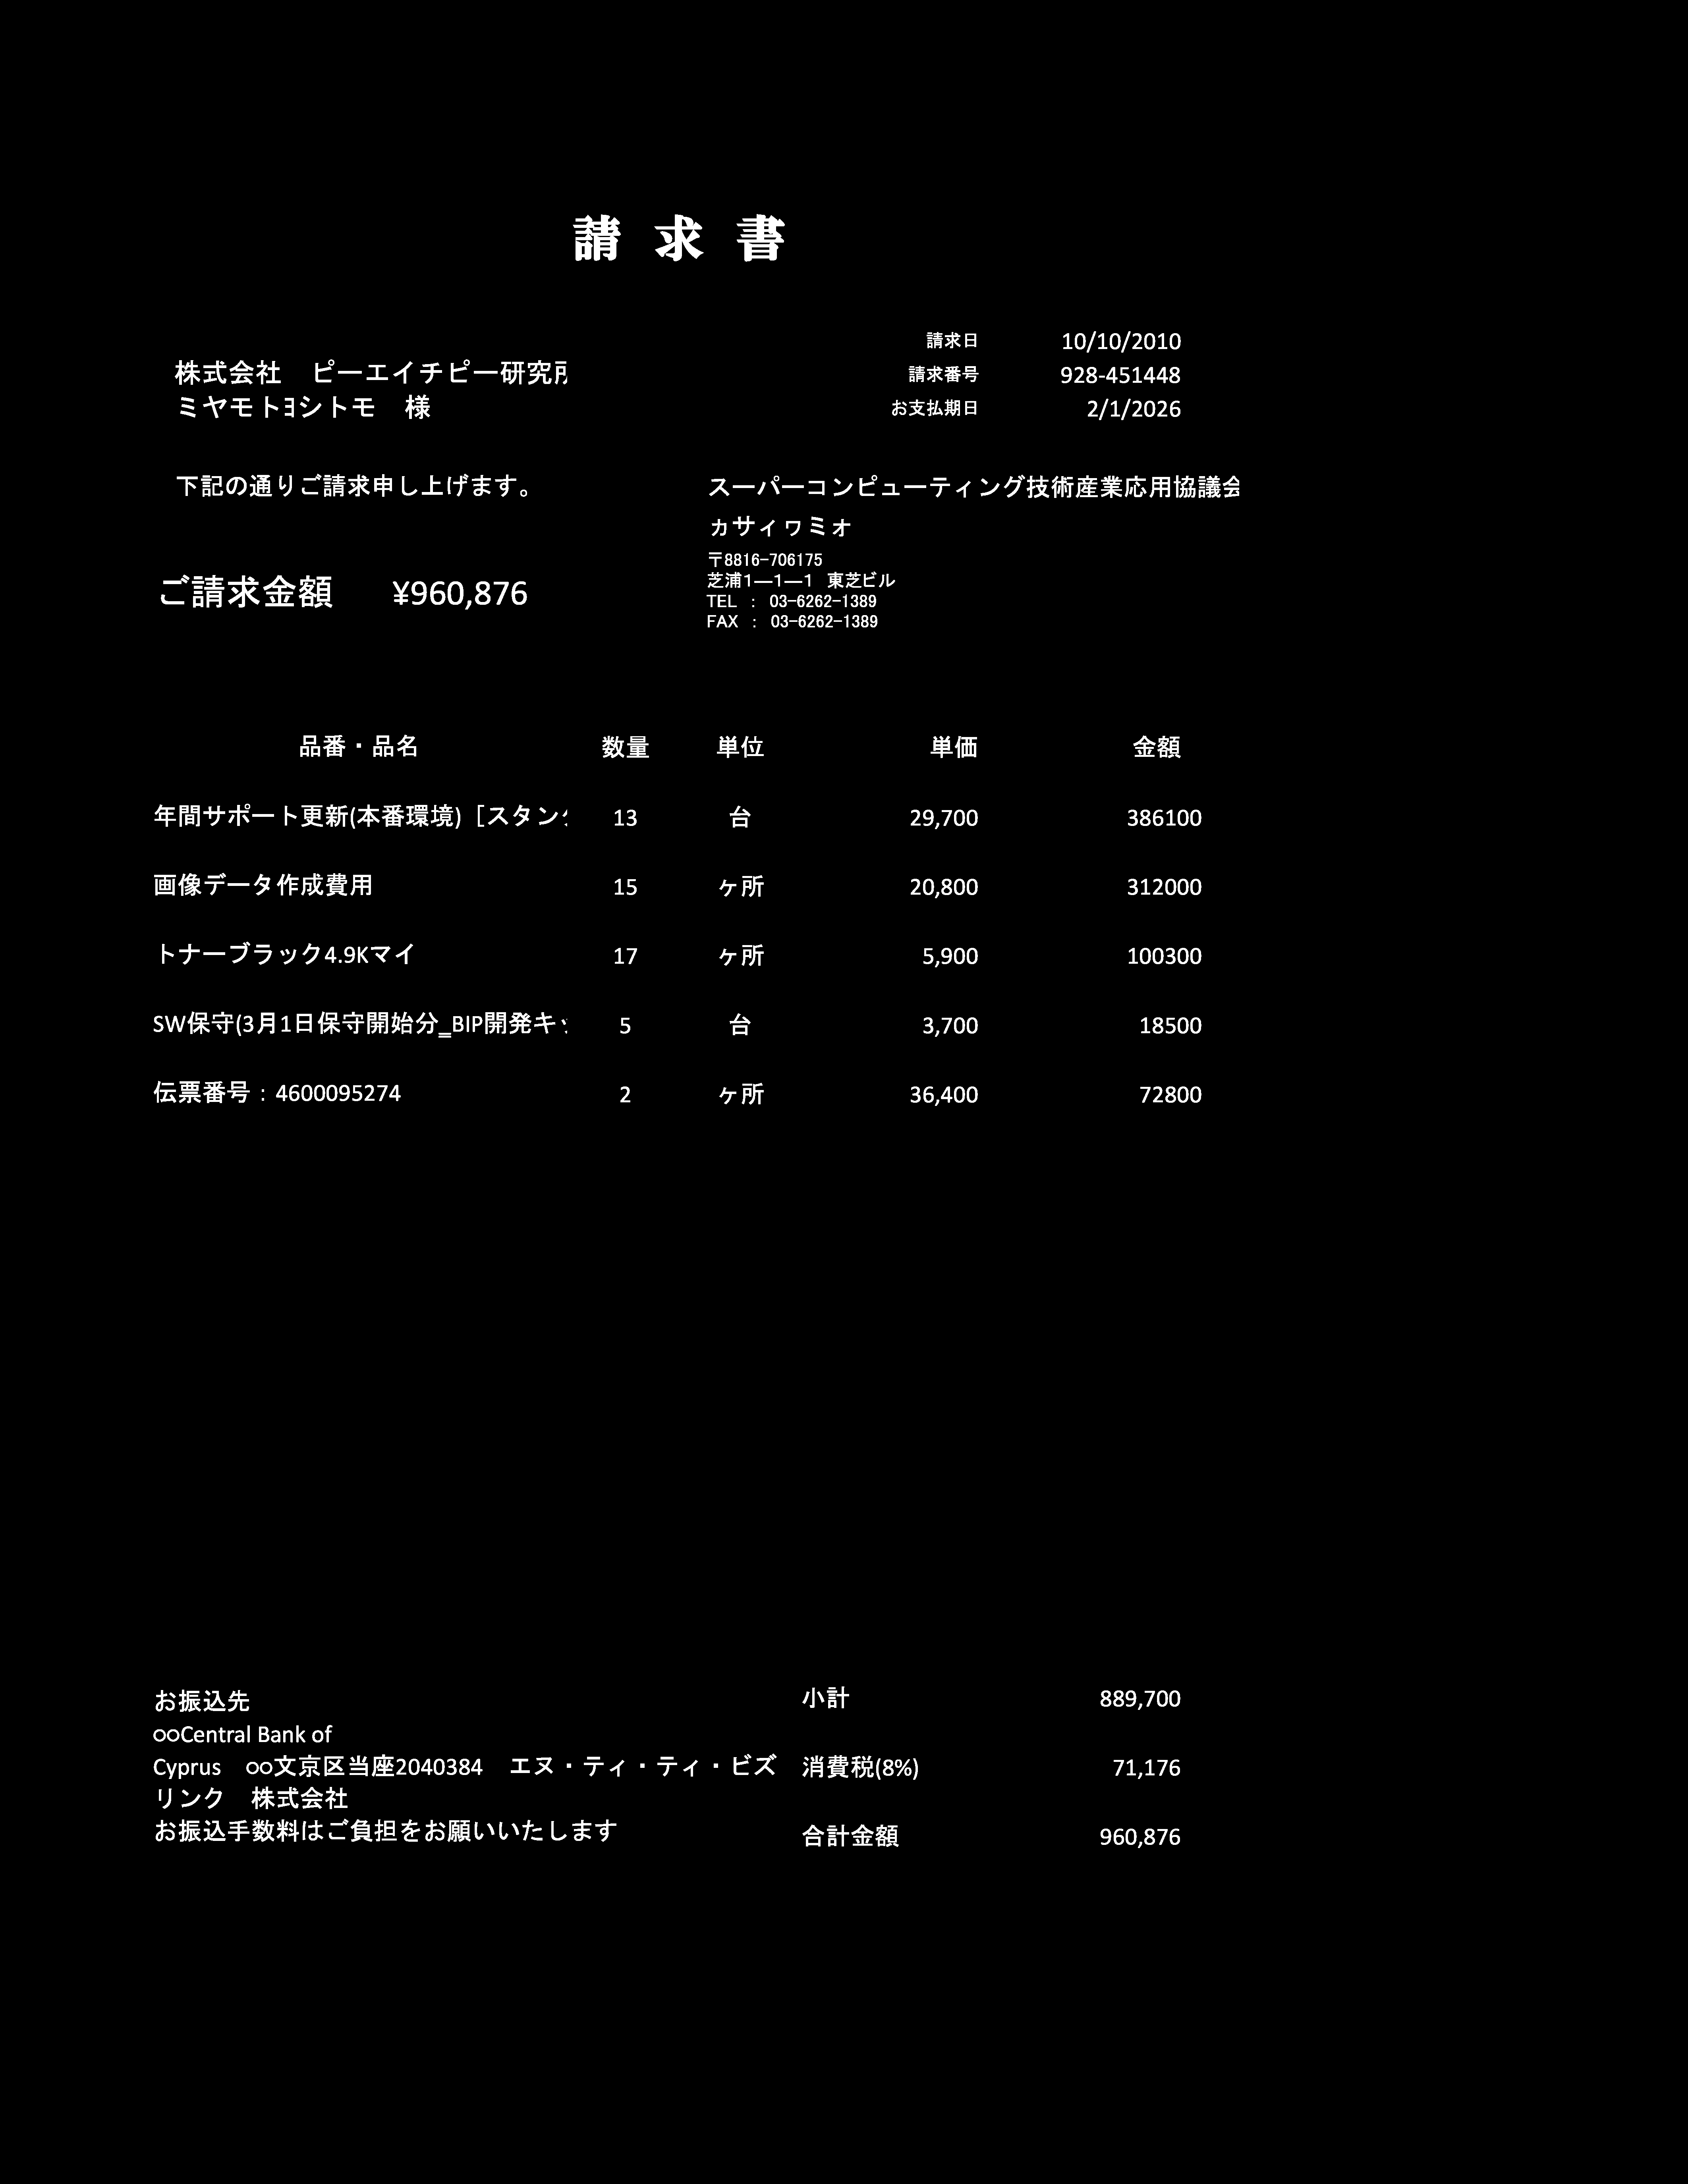 請 求 書
請求日 10/10/2010
株式会社　ピーエイチピー研究所
請求番号 928-451448
ミヤモトヨシトモ　様
お支払期日 2/1/2026
下記の通りご請求申し上げます。
スーパーコンピューティング技術産業応用協議会
ヵサィヮミォ
〒8816-706175
ご請求金額 ¥960,876
芝浦1—1—1　東芝ビル
TEL ： 03-6262-1389
FAX ： 03-6262-1389
品番・品名 数量 単位 単価 金額
年間サポート更新(本番環境)［スタン 13 台 29,700 386100
画像データ作成費用 15 ヶ所 20,800 312000
トナーブラック4.9Kマイ 17 ヶ所 5,900 100300
SW保守(3月1日保守開始分_BIP開発キッ 5 台 3,700 18500
伝票番号：4600095274 2 ヶ所 36,400 72800
お振込先
小計 889,700
○○Central Bank of
Cyprus　○○文京区当座2040384　エヌ・ティ・ティ・ビズ
消費税(8%) 71,176
リンク　株式会社
お振込手数料はご負担をお願いいたします
合計金額 960,876